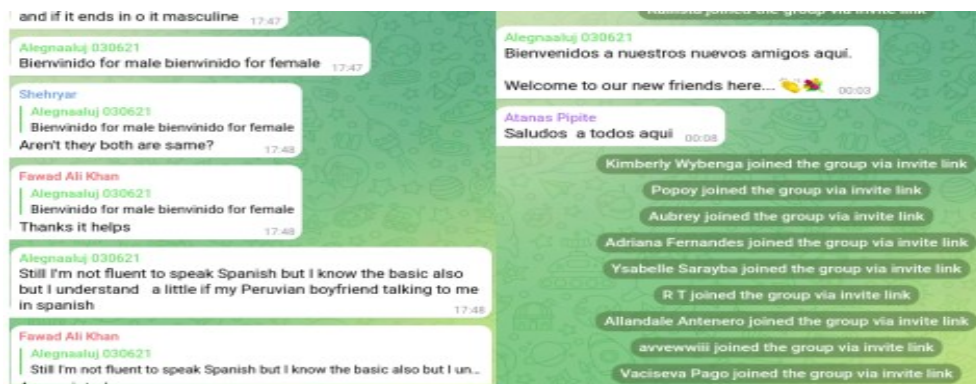 and if it ends in o it masculine 17:47
Alegnaaluj 030621
Bienvinido for male bienvinido for female 17:47
Shehryar
Alegnaaluj 030621
Bienvinido for male bienvinido for female
Aren't they both are same? 17:48
Fawad Ali Khan
Alegnaaluj 030621
Bienvinido for male bienvinido for female
Thanks it helps 17:48
Alegnaaluj 030621
Still I'm not fluent to speak Spanish but I know the basic also
but I understand a little if my Peruvian boyfriend talking to me
in spanish 17:48
Fawad Ali Khan
Alegnaaluj 030621
Still I'm not fluent to speak Spanish but I know the basic also but I un...
joined the group via invite link
Alegnaaluj 030621
Bienvenidos a nuestros nuevos amigos aquí.
Welcome to our new friends here... 00:03
Atanas Pipite
Saludos a todos aqui 00:08
Kimberly Wybenga joined the group via invite link
Popoy joined the group via invite link
Aubrey joined the group via invite link
Adriana Fernandes joined the group via invite link
Ysabelle Sarayba joined the group via invite link
R T joined the group via invite link
Allandale Antenero joined the group via invite link
avvewwiii joined the group via invite link
Vaciseva Pago joined the group via invite link